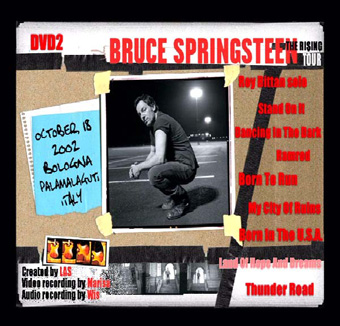 DVD2
BRUCE SPRINGSTEEN
THE RISING
TOUR
OCTOBER, 18
2002
BOLOGNA
PALAMALAGUTI
ITALY
Roy Bittan solo
Stand On It
Dancing In The Dark
Ramrod
Born To Run
My City Of Ruins
Born In The U.S.A.
Land Of Hope And Dreams
Thunder Road
Created by LAS
Video recording by Marisa
Audio recording by Wis